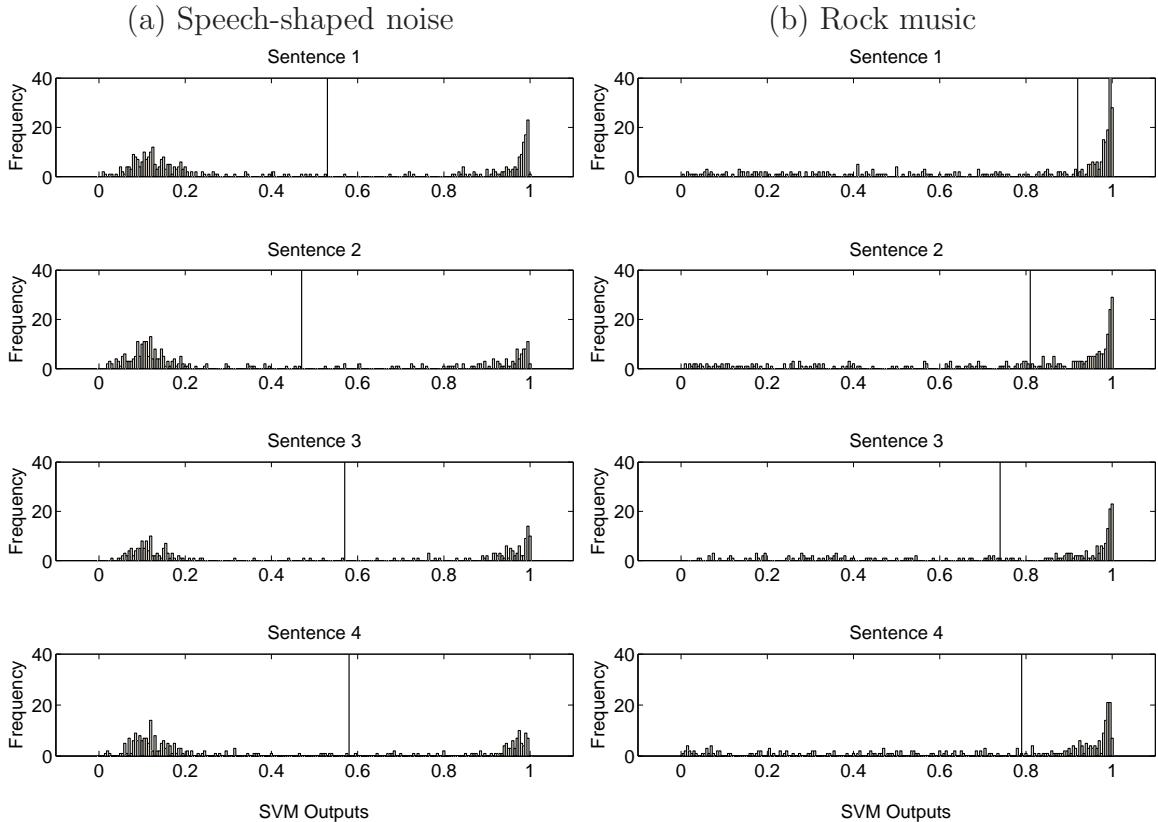 (a) Speech-shaped noise
(b) Rock music
Sentence 1
Frequency
40
20
0
0 0.2 0.4 0.6 0.8 1
Sentence 1
Frequency
40
20
0
0 0.2 0.4 0.6 0.8 1
Sentence 2
Frequency
40
20
0
0 0.2 0.4 0.6 0.8 1
Sentence 2
Frequency
40
20
0
0 0.2 0.4 0.6 0.8 1
Sentence 3
Frequency
40
20
0
0 0.2 0.4 0.6 0.8 1
Sentence 3
Frequency
40
20
0
0 0.2 0.4 0.6 0.8 1
Sentence 4
Frequency
40
20
0
0 0.2 0.4 0.6 0.8 1
SVM Outputs
Sentence 4
Frequency
40
20
0
0 0.2 0.4 0.6 0.8 1
SVM Outputs